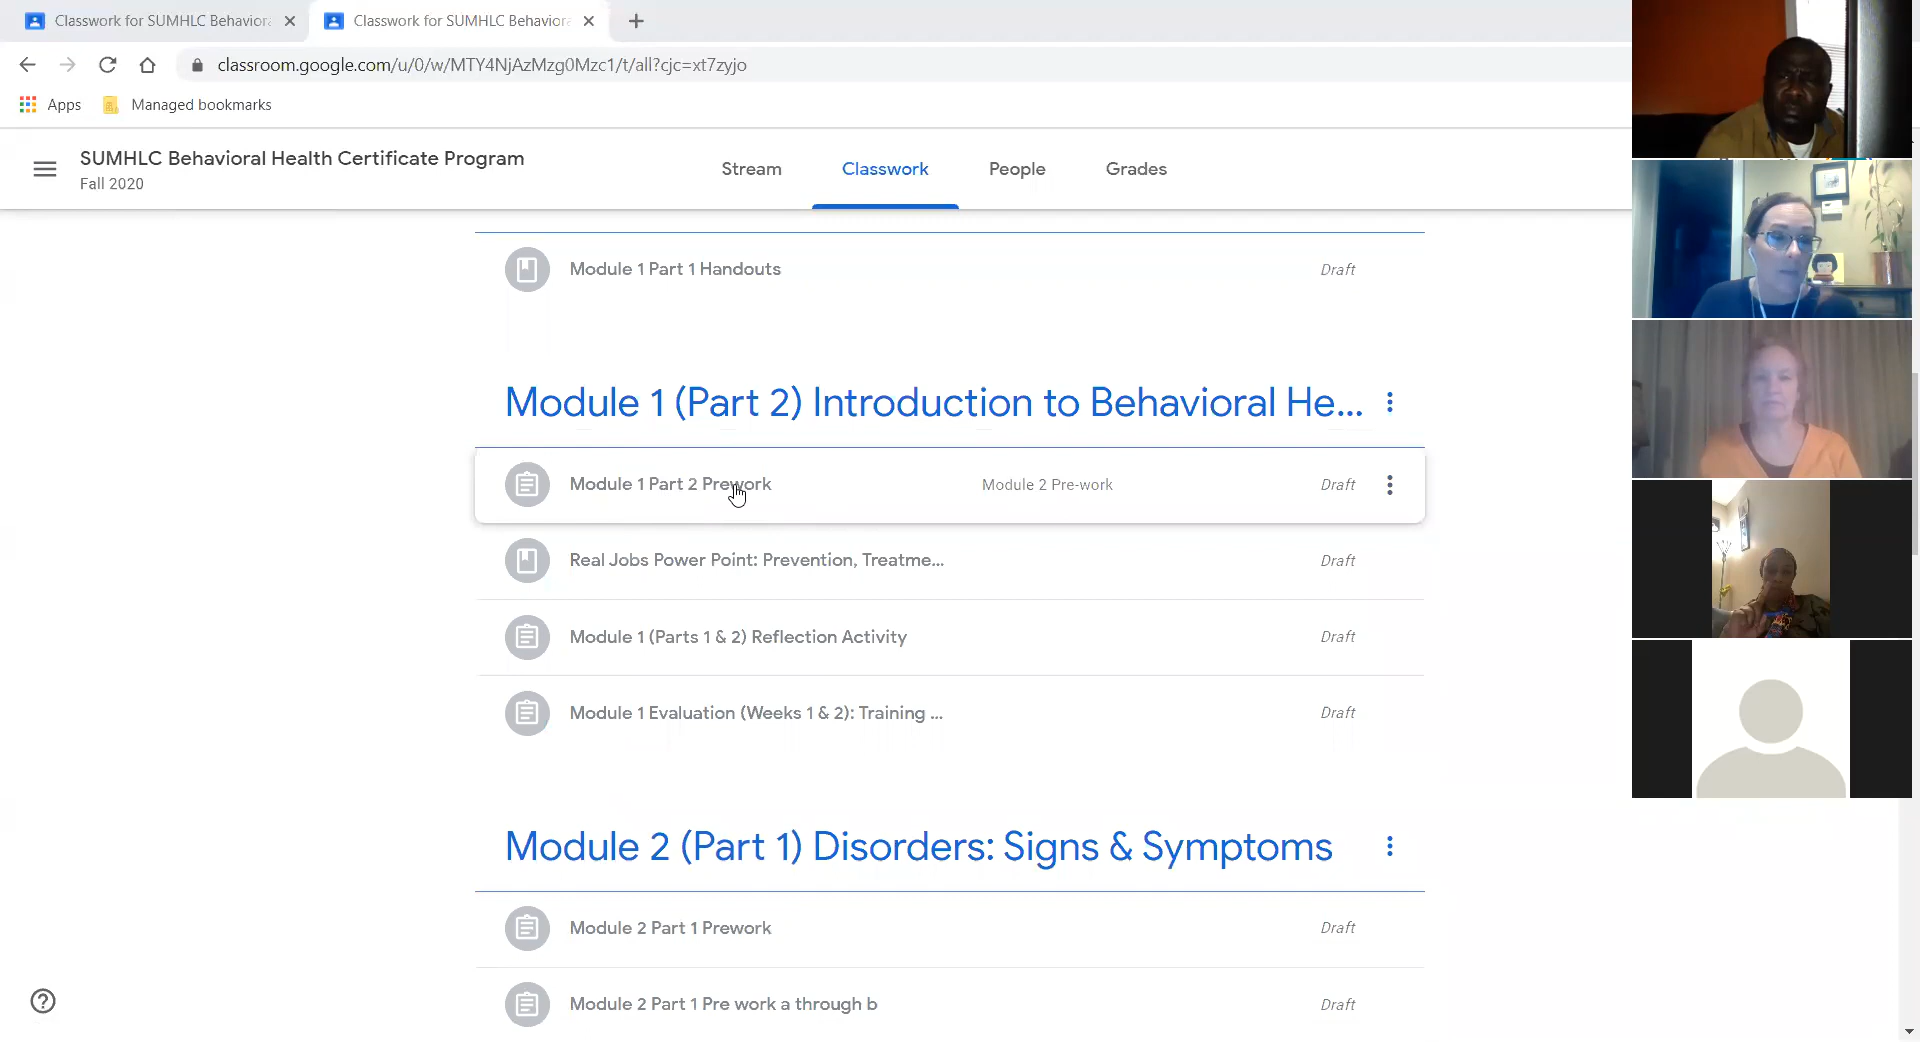 Classwork for SUMHLC Behaviora
Classwork for SUMHLC Behaviora
classroom.google.com/u/0/w/MTY4NjAzMzg0Mzc1/t/all?cjc=xt7zyjo
Apps
Managed bookmarks
SUMHLC Behavioral Health Certificate Program
Fall 2020
Stream
Classwork
People
Grades
Module 1 Part 1 Handouts
Draft
Module 1 (Part 2) Introduction to Behavioral He...
Module 1 Part 2 Prework
Module 2 Pre-work
Draft
Real Jobs Power Point: Prevention, Treatme...
Draft
Module 1 (Parts 1 & 2) Reflection Activity
Draft
Module 1 Evaluation (Weeks 1 & 2): Training ...
Draft
Module 2 (Part 1) Disorders: Signs & Symptoms
Module 2 Part 1 Prework
Draft
Module 2 Part 1 Pre work a through b
Draft